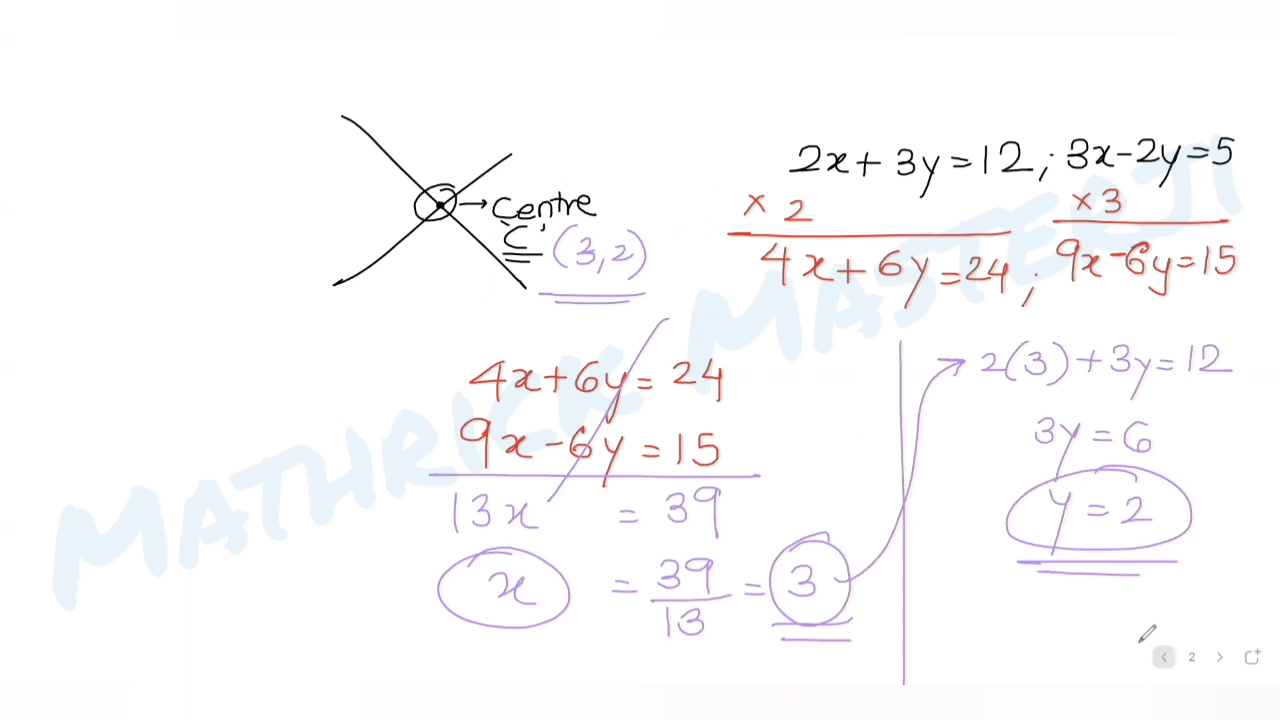 2x + 3y = 12 ; 3x - 2y = 5
× 2 × 3
4x + 6y = 24 ; 9x - 6y = 15
→ Centre
'C'
(3,2)
4x + 6y = 24
9x - 6y = 15
13x = 39
x = 39/13 = 3
2(3) + 3y = 12
3y = 6
y = 2
MATHRICK MASTERJI
< 2 >